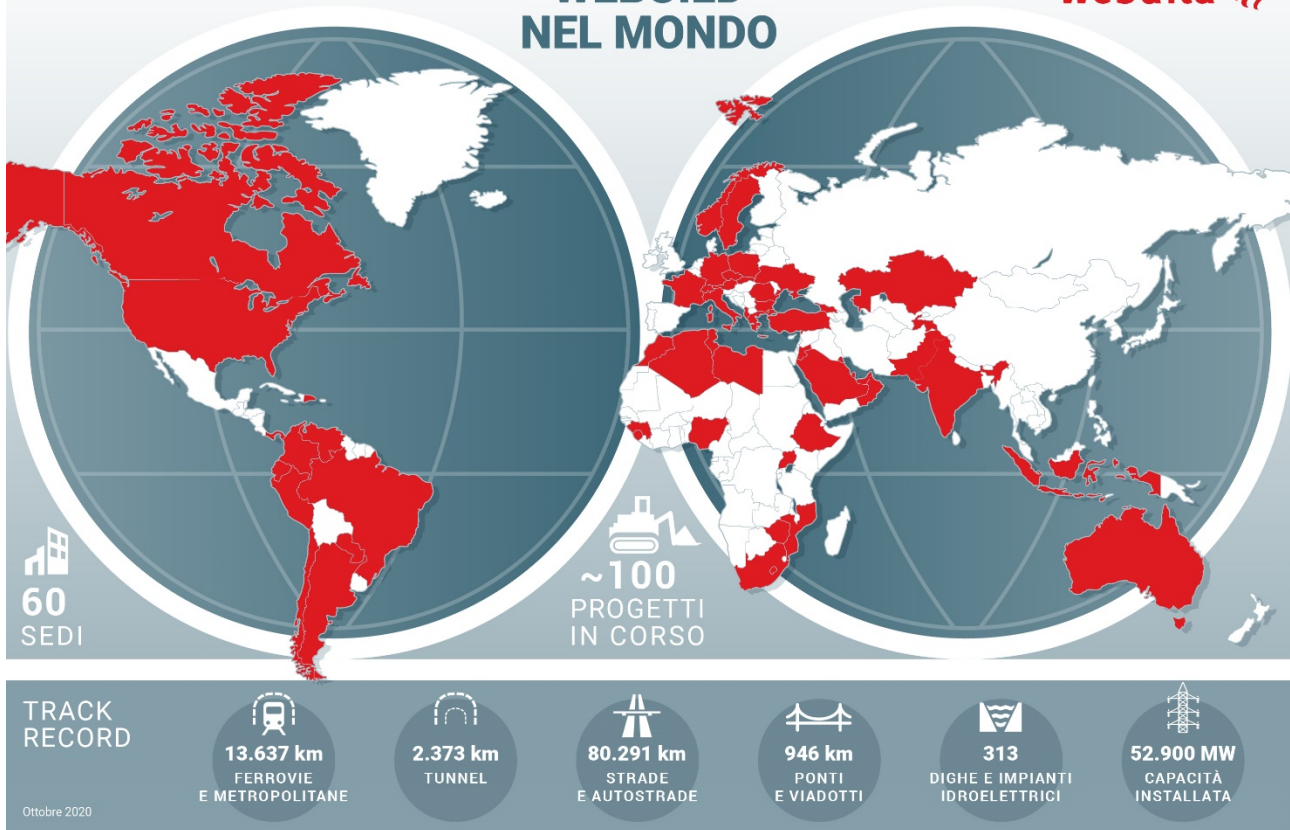 NEL MONDO
60
SEDI
~100
PROGETTI
IN CORSO
TRACK
RECORD
13.637 km
FERROVIE
E METROPOLITANE
2.373 km
TUNNEL
80.291 km
STRADE
E AUTOSTRADE
946 km
PONTI
E VIADOTTI
313
DIGHE E IMPIANTI
IDROELETTRICI
52.900 MW
CAPACITÀ
INSTALLATA
Ottobre 2020